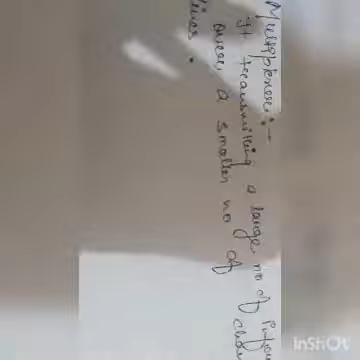 Multiplexer:-
It transmitting a large no of
over a smaller no of
lines.
InShOt